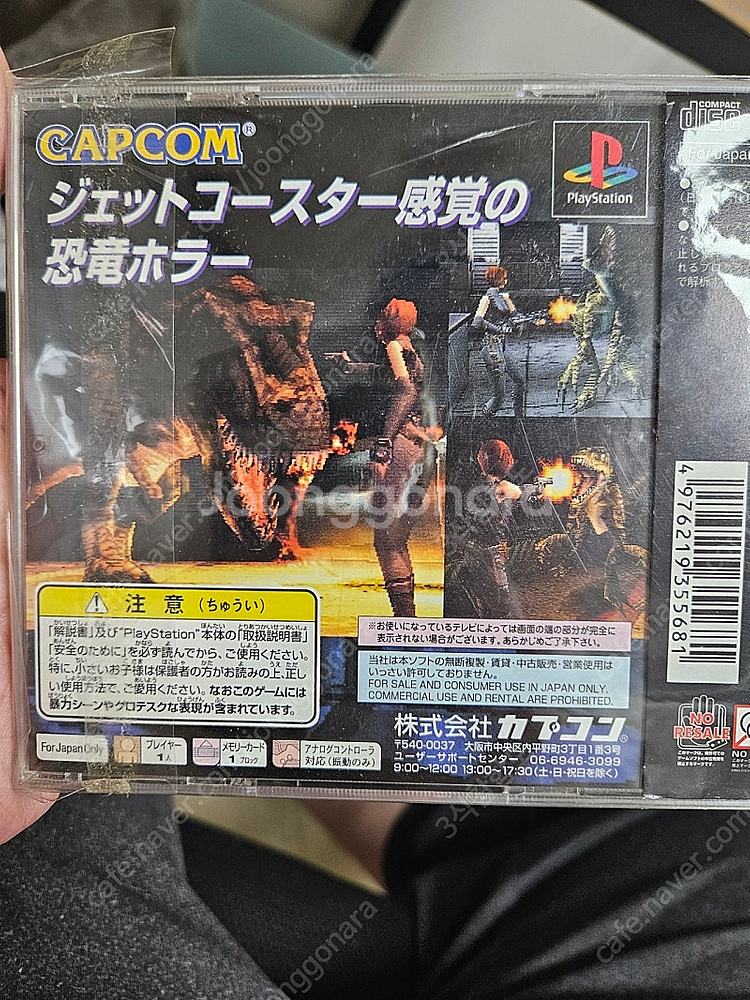 CAPCOM®
ジェットコースター感覚の
恐竜ホラー
PlayStation
COMPACT
disc
For Japan
4976219355681
注意（ちゅうい）
「解説書」及び"PlayStation"本体の「取扱説明書」
「安全のために」を必ず読んでから、ご使用ください。
特に、小さいお子様は保護者の方がお読みの上、正し
い使用方法で、ご愛用ください。なおこのゲームには
暴力シーンやグロテスクな表現が含まれています。
※お使いになっているテレビによっては画面の端の部分が完全に
表示されない場合がございます。あらかじめご了承下さい。
当社は本ソフトの無断複製・賃貸・中古販売・営業使用は
いっさい許可しておりません。
FOR SALE AND CONSUMER USE IN JAPAN ONLY.
COMMERCIAL USE AND RENTAL ARE PROHIBITED.
株式会社カプコン®
〒540-0037 大阪市中央区内平野町3丁目1番3号
ユーザーサポートセンター 06-6946-3099
9:00~12:00 13:00~17:30(土・日・祝日を除く)
For Japan Only
プレイヤー
1人
メモリーカード
1ブロック
アナログコントローラ
対応(振動のみ)
NO
RESALE
NO
Joonggonara
cafe.naver.com/joonggonara